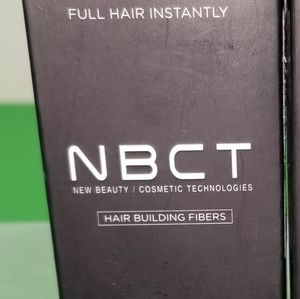 FULL HAIR INSTANTLY
NBCT
NEW BEAUTY / COSMETIC TECHNOLOGIES
HAIR BUILDING FIBERS